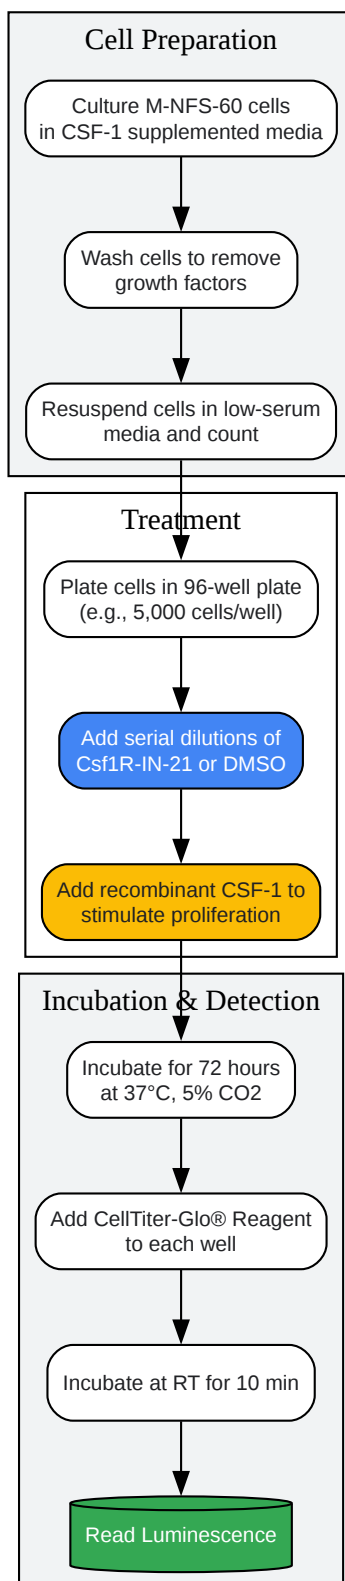 Cell Preparation
Culture M-NFS-60 cells
in CSF-1 supplemented media
Wash cells to remove
growth factors
Resuspend cells in low-serum
media and count
Treatment
Plate cells in 96-well plate
(e.g., 5,000 cells/well)
Add serial dilutions of
Csf1R-IN-21 or DMSO
Add recombinant CSF-1 to
stimulate proliferation
Incubation & Detection
Incubate for 72 hours
at 37°C, 5% CO2
Add CellTiter-Glo® Reagent
to each well
Incubate at RT for 10 min
Read Luminescence